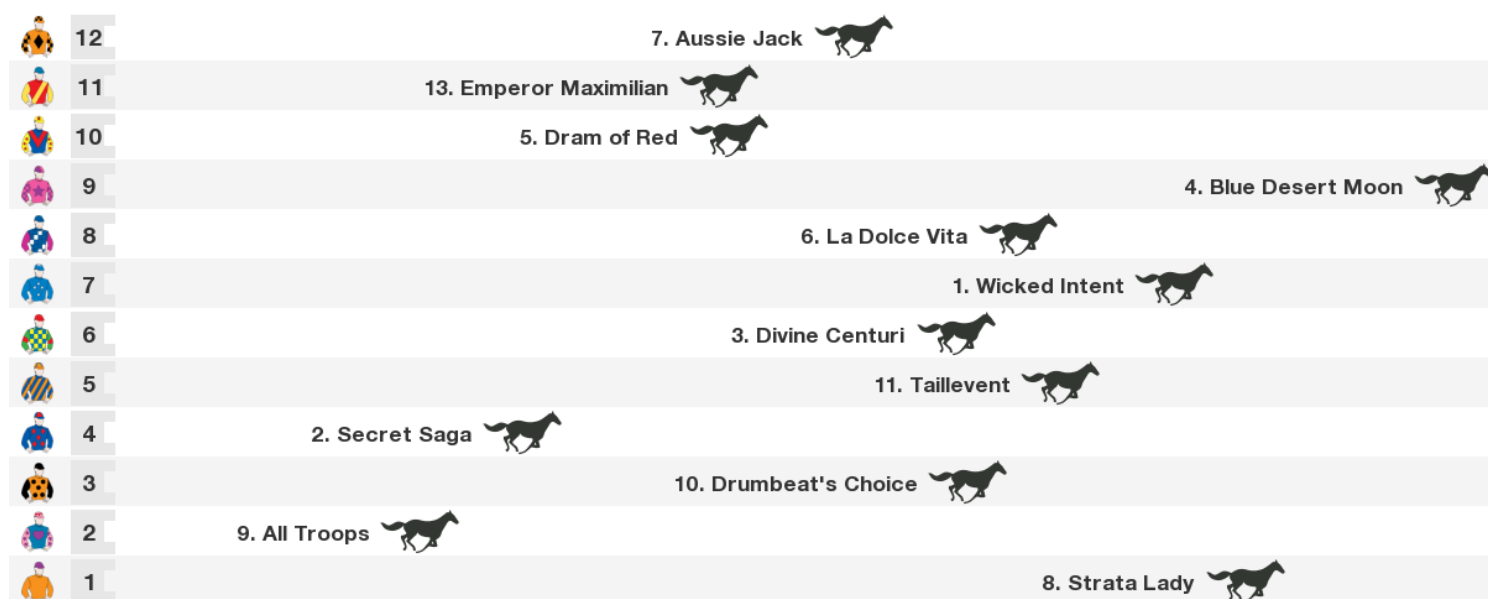 12 7. Aussie Jack
11 13. Emperor Maximilian
10 5. Dram of Red
9 4. Blue Desert Moon
8 6. La Dolce Vita
7 1. Wicked Intent
6 3. Divine Centuri
5 11. Taillevent
4 2. Secret Saga
3 10. Drumbeat's Choice
2 9. All Troops
1 8. Strata Lady